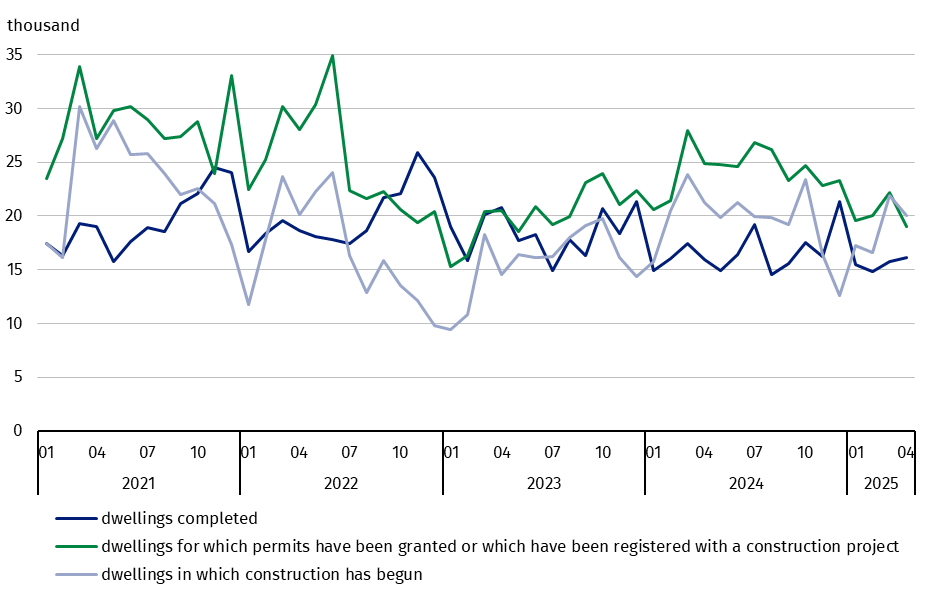 thousand
35
30
25
20
15
10
5
0
01 04 07 10 01 04 07 10 01 04 07 10 01 04 07 10 01 04
2021 2022 2023 2024 2025
dwellings completed
dwellings for which permits have been granted or which have been registered with a construction project
dwellings in which construction has begun